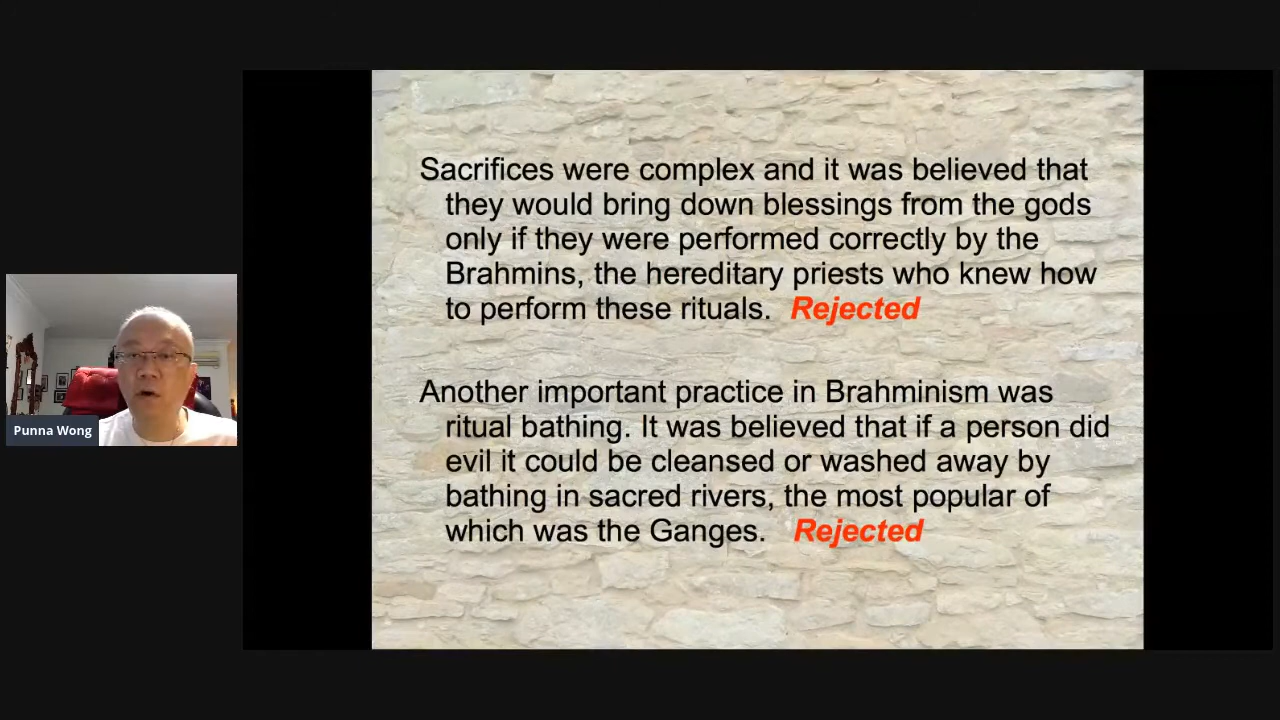 Sacrifices were complex and it was believed that
they would bring down blessings from the gods
only if they were performed correctly by the
Brahmins, the hereditary priests who knew how
to perform these rituals. Rejected
Another important practice in Brahminism was
ritual bathing. It was believed that if a person did
evil it could be cleansed or washed away by
bathing in sacred rivers, the most popular of
which was the Ganges. Rejected
Punna Wong